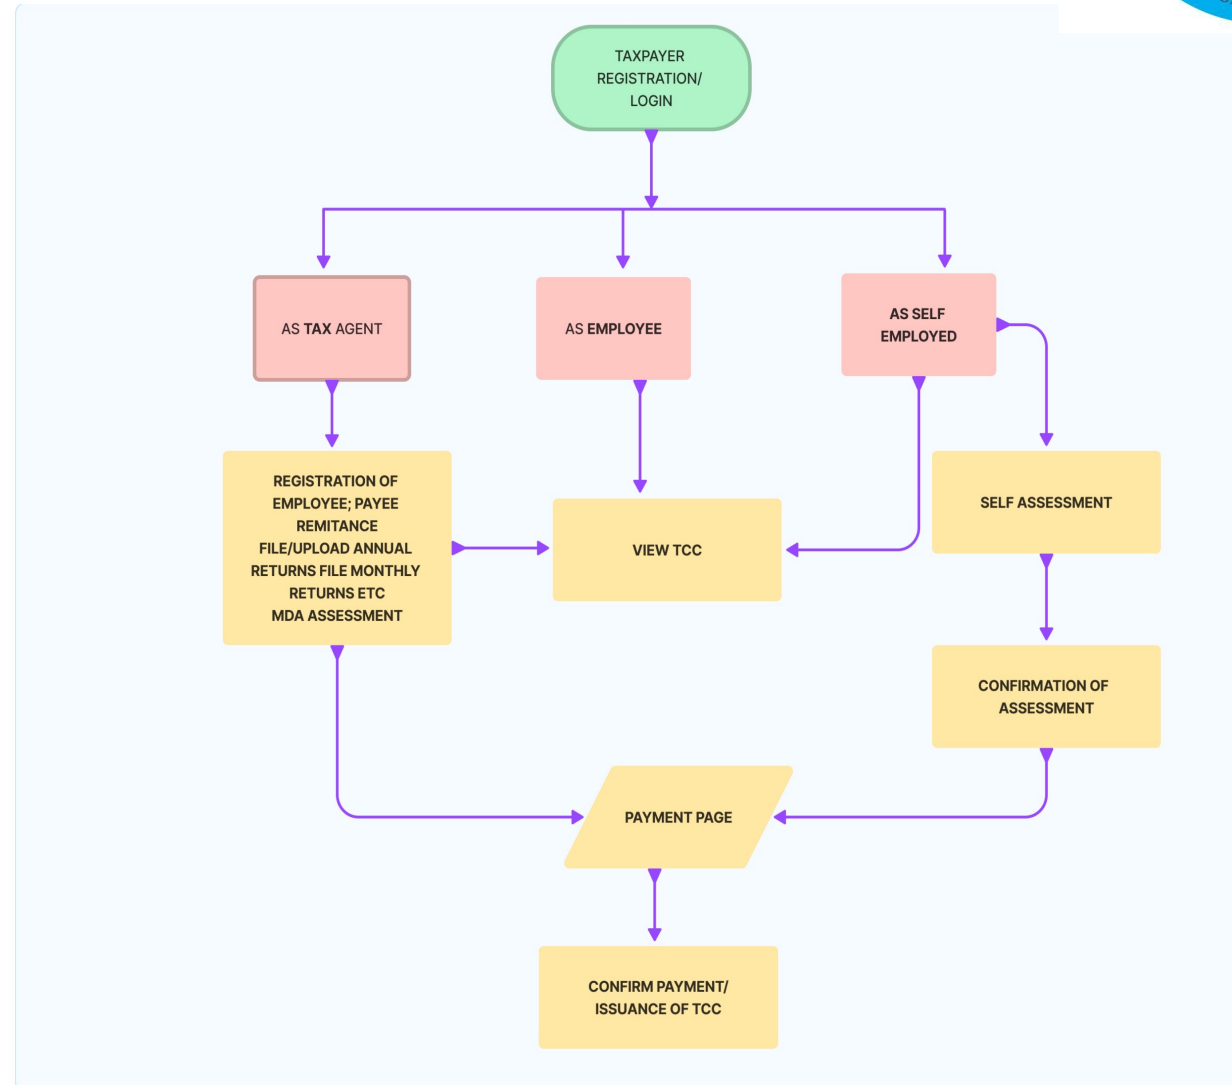 TAXPAYER
REGISTRATION/
LOGIN
AS TAX AGENT
AS EMPLOYEE
AS SELF
EMPLOYED
REGISTRATION OF
EMPLOYEE; PAYEE
REMITANCE
FILE/UPLOAD ANNUAL
RETURNS FILE MONTHLY
RETURNS ETC
MDA ASSESSMENT
VIEW TCC
SELF ASSESSMENT
CONFIRMATION OF
ASSESSMENT
PAYMENT PAGE
CONFIRM PAYMENT/
ISSUANCE OF TCC